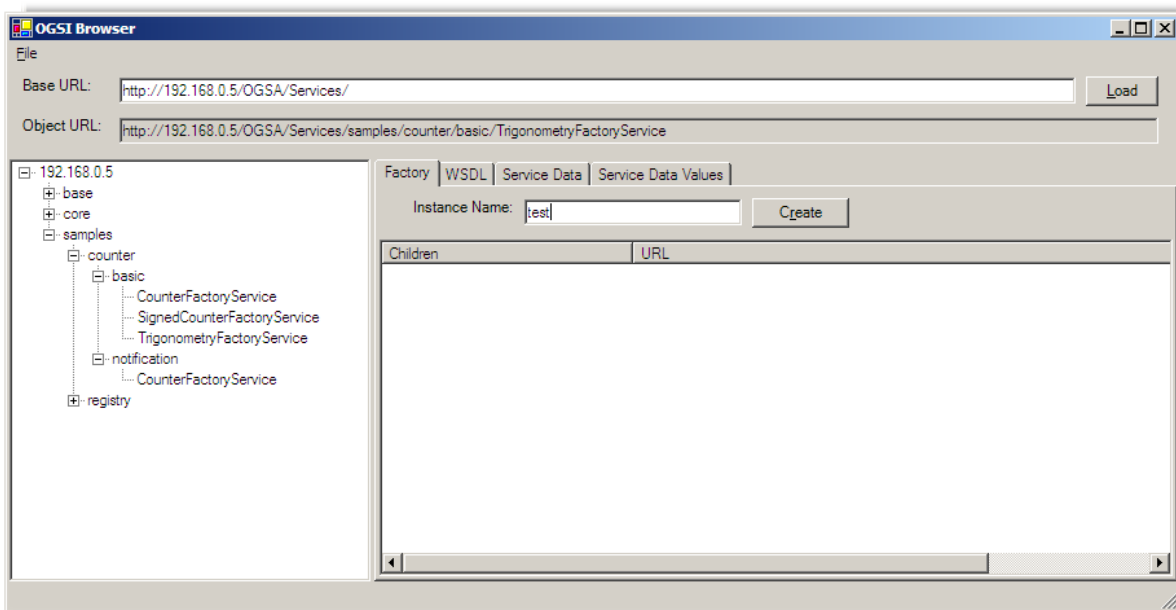 OGSI Browser
File
Base URL: http://192.168.0.5/OGSA/Services/ Load
Object URL: http://192.168.0.5/OGSA/Services/samples/counter/basic/TrigonometryFactoryService
192.168.0.5
base
core
samples
counter
basic
CounterFactoryService
SignedCounterFactoryService
TrigonometryFactoryService
notification
CounterFactoryService
registry
Factory WSDL Service Data Service Data Values
Instance Name: test Create
Children URL